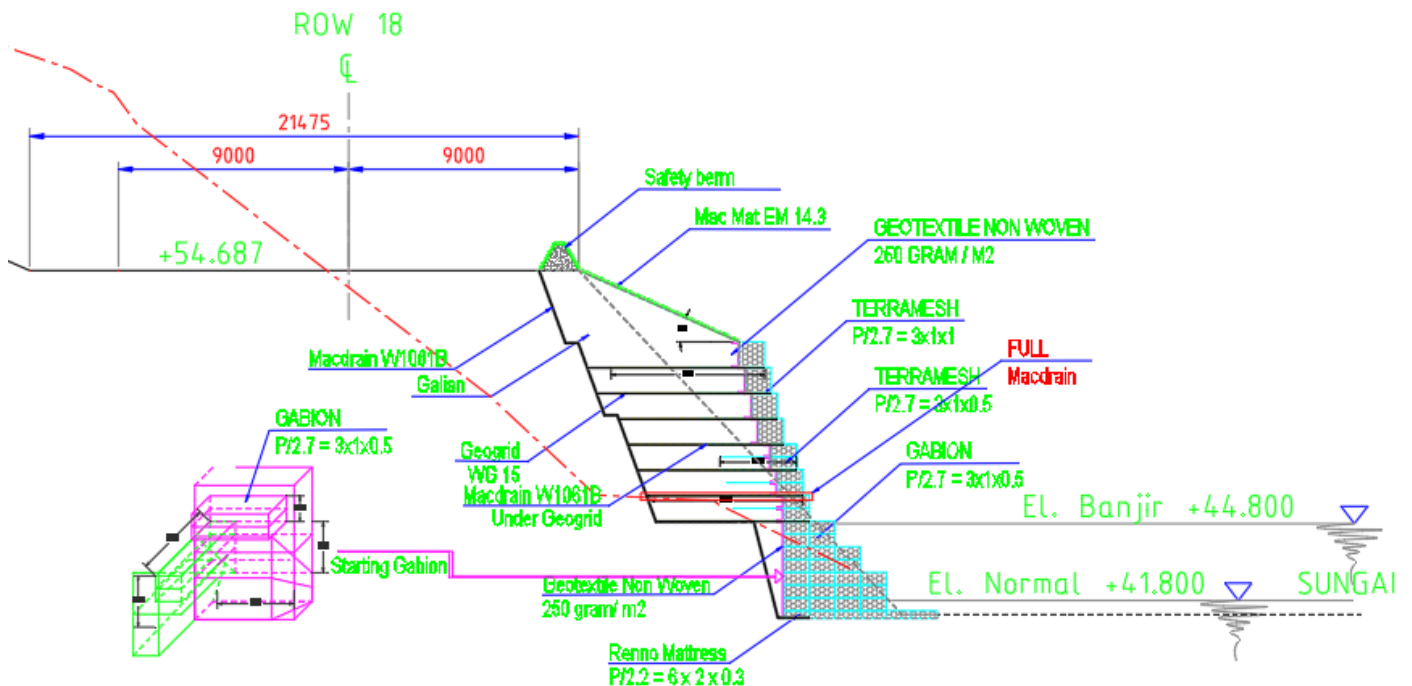 ROW 18
CL
21475
9000
9000
Safety berm
Mac Mat EM 14.3
GEOTEXTILE NON WOVEN
250 GRAM / M2
+54.687
TERRAMESH
P/2.7 = 3x1x1
FULL
Macdrain
Macdrain W1061B
Galian
TERRAMESH
P/2.7 = 3x1x0.5
GABION
P/2.7 = 3x1x0.5
Geogrid
WG 15
GABION
P/2.7 = 3x1x0.5
Macdrain W1061B
Under Geogrid
El. Banjir +44.800
Starting Gabion
Geotextile Non Woven
250 gram/ m2
El. Normal +41.800
SUNGAI
Renno Mattress
P/2.2 = 6 x 2 x 0.3